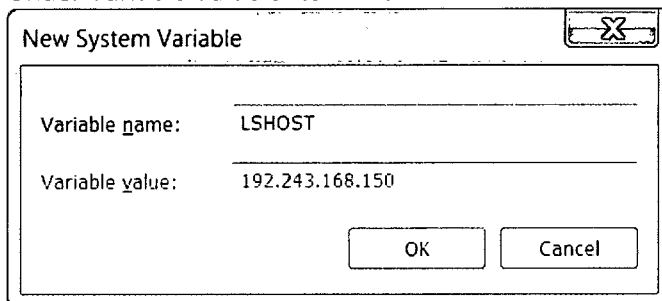 New System Variable
Variable name: LSHOST
Variable value: 192.243.168.150
OK Cancel